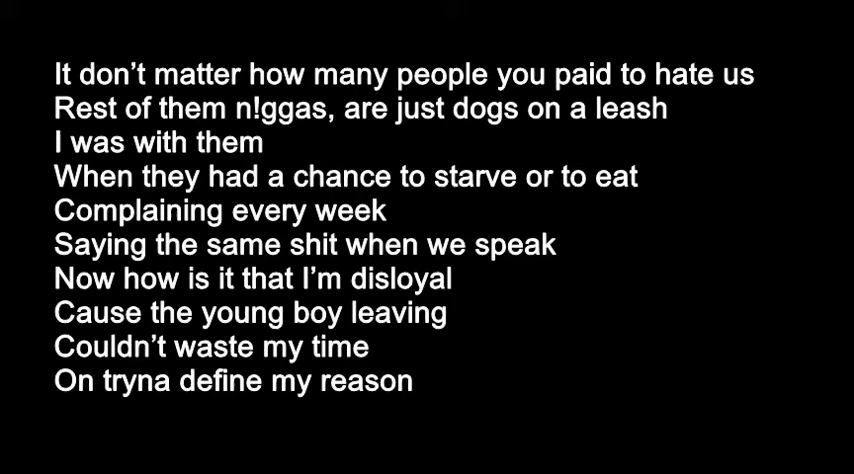 It don’t matter how many people you paid to hate us
Rest of them n!ggas, are just dogs on a leash
I was with them
When they had a chance to starve or to eat
Complaining every week
Saying the same shit when we speak
Now how is it that I’m disloyal
Cause the young boy leaving
Couldn’t waste my time
On tryna define my reason